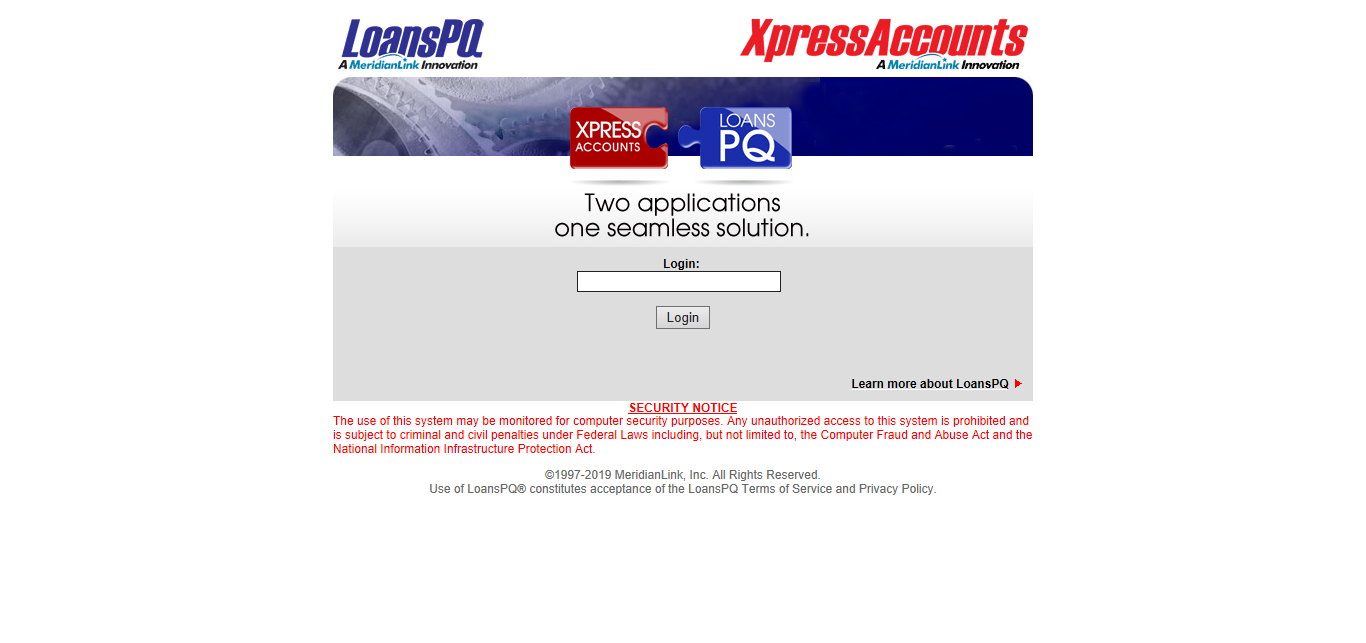 LoansPQ
A MeridianLink Innovation
XpressAccounts
A MeridianLink Innovation
XPRESS
ACCOUNTS
LOANS
PQ
Two applications
one seamless solution.
Login:
Login
Learn more about LoansPQ
SECURITY NOTICE
The use of this system may be monitored for computer security purposes. Any unauthorized access to this system is prohibited and
is subject to criminal and civil penalties under Federal Laws including, but not limited to, the Computer Fraud and Abuse Act and the
National Information Infrastructure Protection Act.
©1997-2019 MeridianLink, Inc. All Rights Reserved.
Use of LoansPQ® constitutes acceptance of the LoansPQ Terms of Service and Privacy Policy.